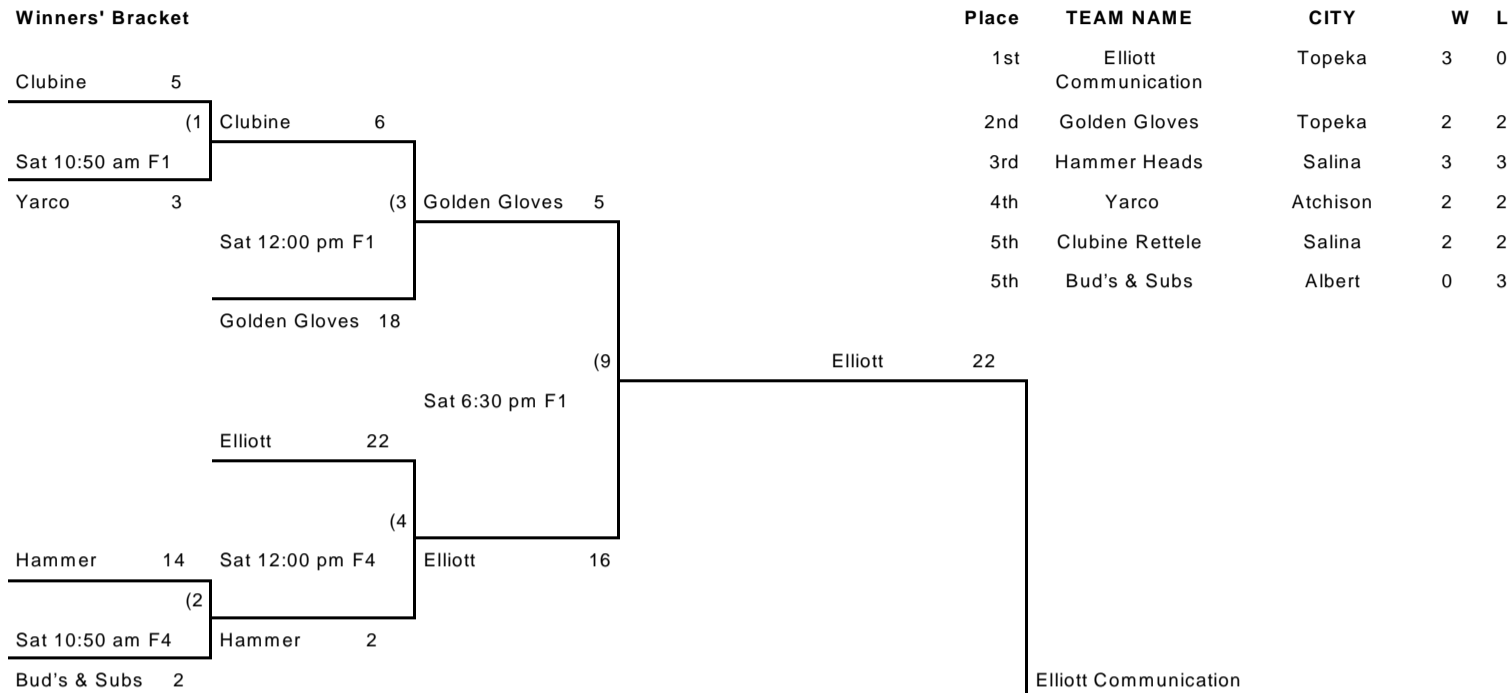 Winners' Bracket
Place TEAM NAME CITY W L
1st Elliott Communication Topeka 3 0
Clubine 5
(1 Clubine 6
2nd Golden Gloves Topeka 2 2
Sat 10:50 am F1
3rd Hammer Heads Salina 3 3
Yarco 3
(3 Golden Gloves 5
4th Yarco Atchison 2 2
Sat 12:00 pm F1
5th Clubine Rettele Salina 2 2
5th Bud's & Subs Albert 0 3
Golden Gloves 18
(9
Elliott 22
Sat 6:30 pm F1
Elliott 22
(4
Hammer 14
Sat 12:00 pm F4
Elliott 16
(2
Sat 10:50 am F4
Hammer 2
Bud's & Subs 2
Elliott Communication